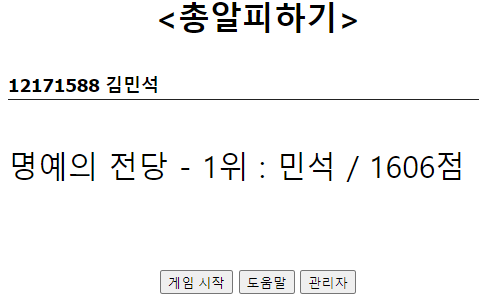 <총알피하기>
12171588 김민석
명예의 전당 - 1위 : 민석 / 1606점
게임 시작 도움말 관리자